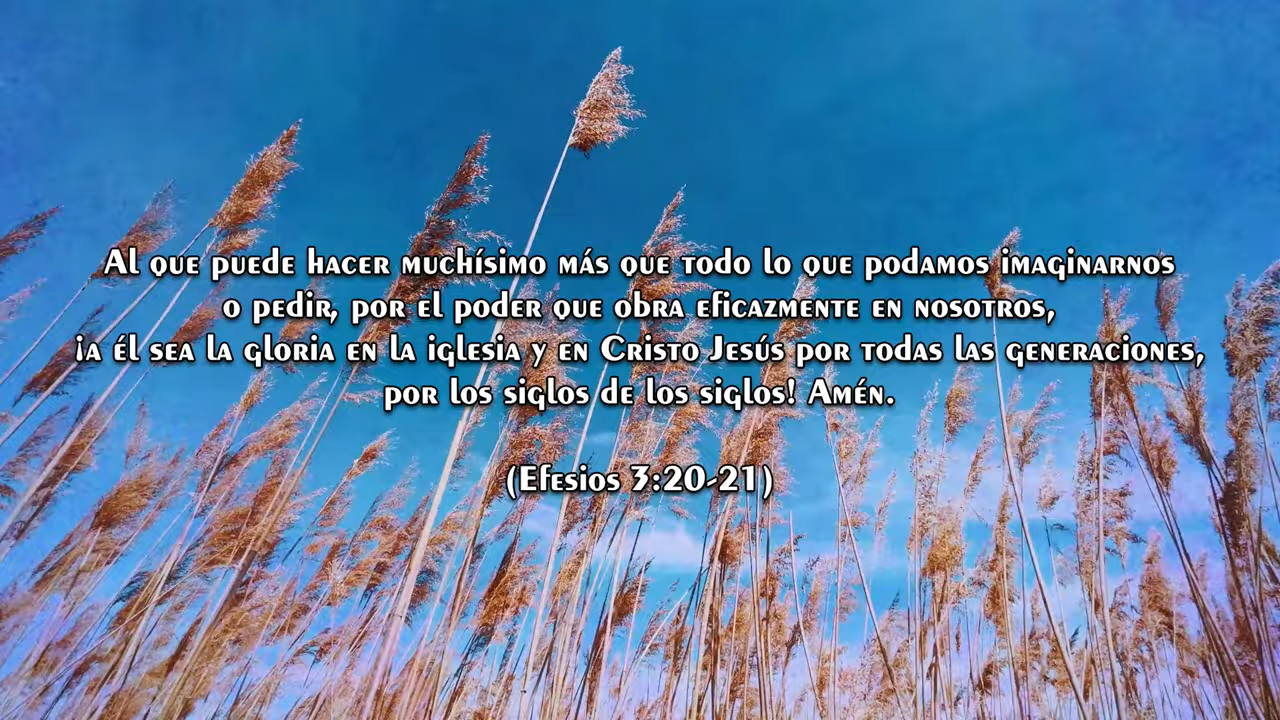 Al que puede hacer muchísimo más que todo lo que podamos imaginarnos
o pedir, por el poder que obra eficazmente en nosotros,
¡a él sea la gloria en la iglesia y en Cristo Jesús por todas las generaciones,
por los siglos de los siglos! Amén.
(Efesios 3:20-21)